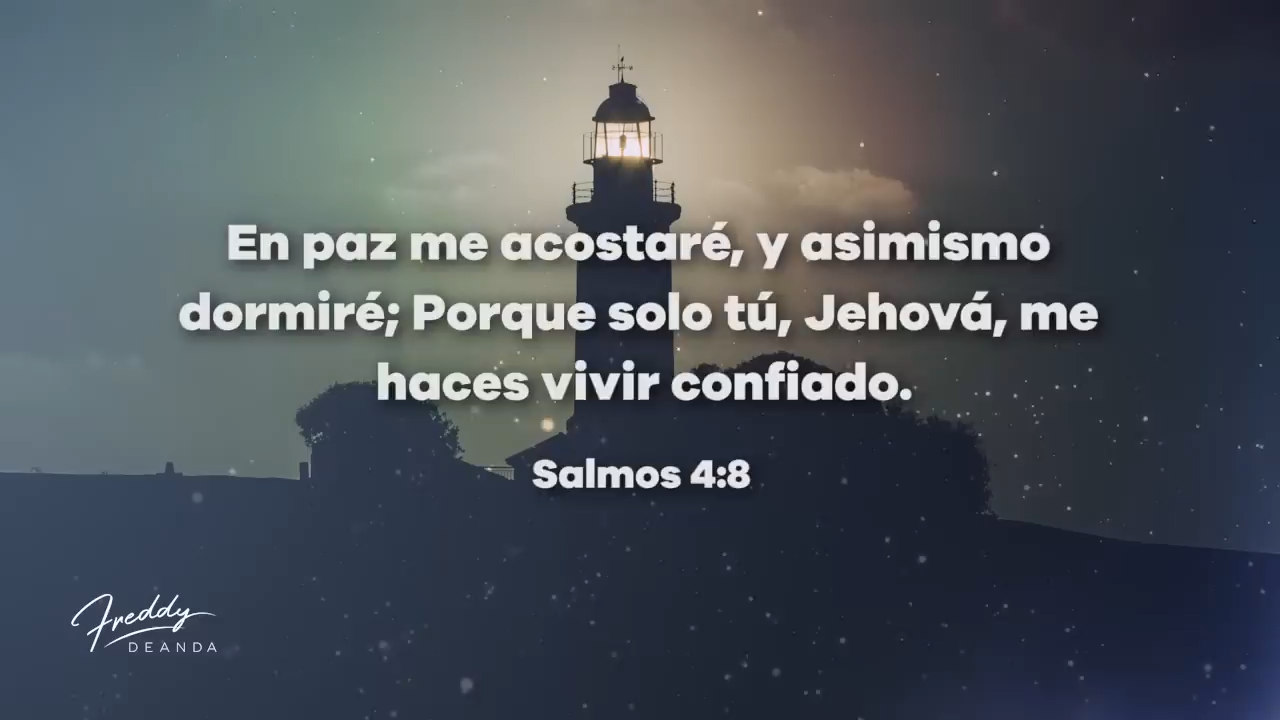 En paz me acostaré, y asimismo
dormiré; Porque solo tú, Jehová, me
haces vivir confiado.
Salmos 4:8
Freddy
DEANDA